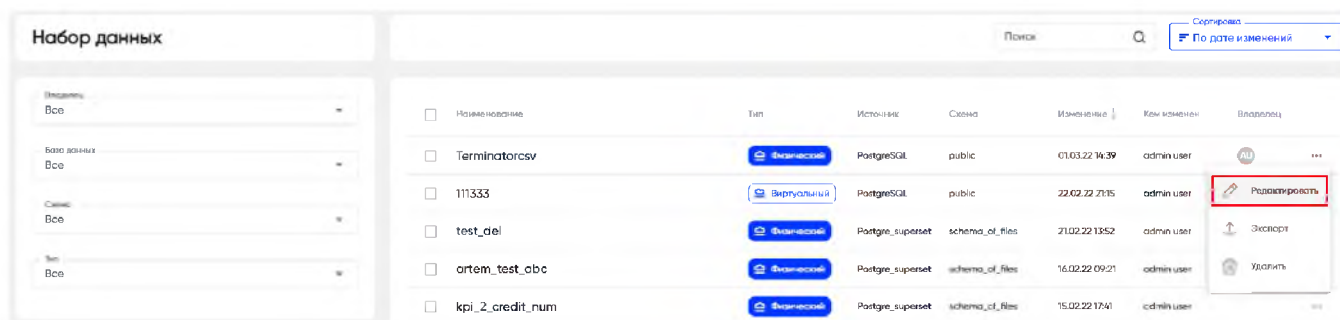 Набор данных
Поиск
Сортировка
По дате изменений
Владелец
Все
База данных
Все
Схема
Все
Тип
Все
Наименование Тип Источник Схема Изменение Кем изменен Владелец
Terminatorcsv Физический PostgreSQL public 01.03.22 14:39 admin user AU
111333 Виртуальный PostgreSQL public 22.02.22 21:15 admin user
test_del Физический Postgre_superset schema_of_files 21.02.22 13:52 admin user
artem_test_abc Физический Postgre_superset schema_of_files 16.02.22 09:21 admin user
kpi_2_credit_num Физический Postgre_superset schema_of_files 15.02.22 17:41 admin user
Редактировать
Экспорт
Удалить